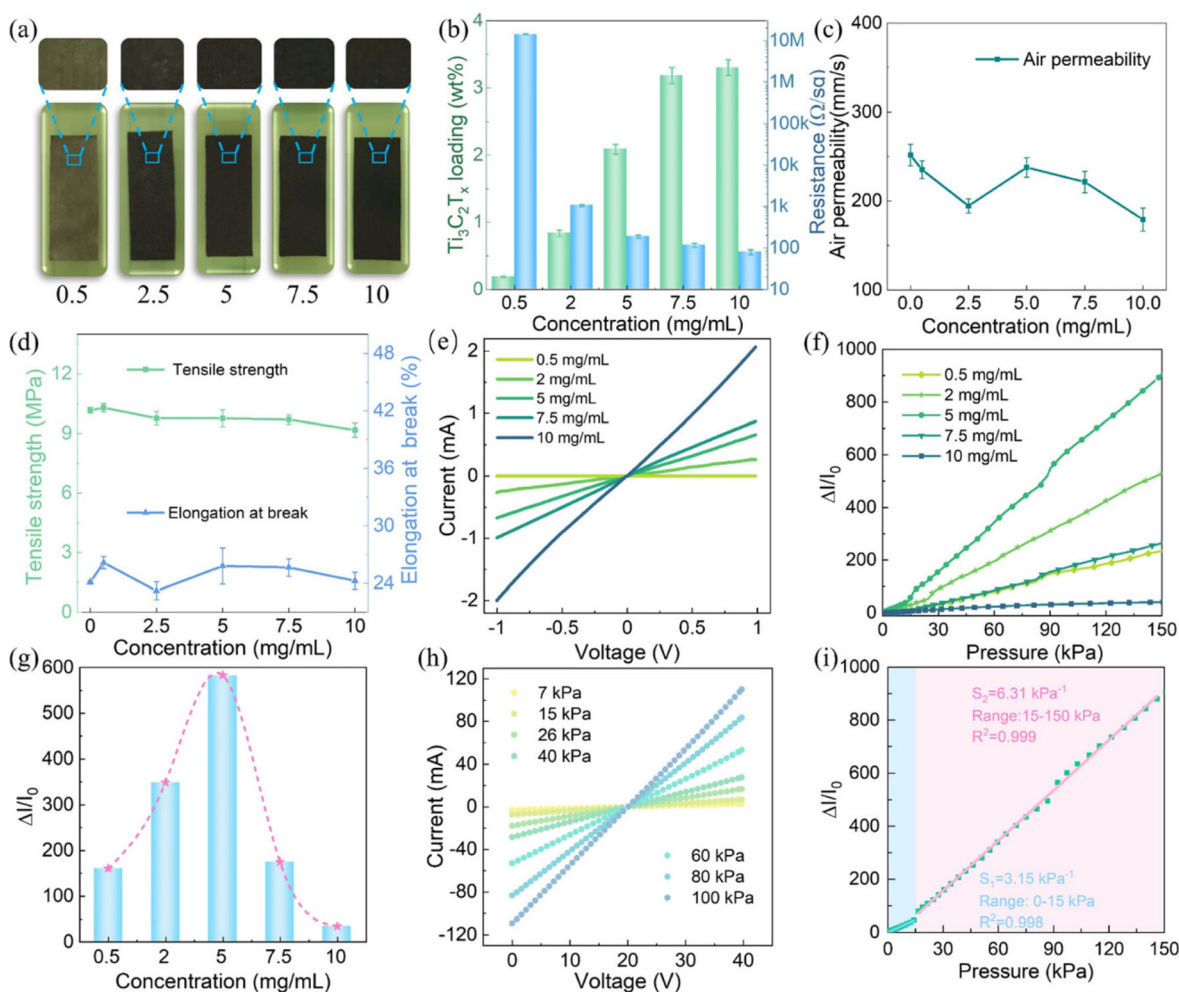 (a)
0.5 2.5 5 7.5 10
(b)
Ti₃C₂Tₓ loading (wt%)
4
3
2
1
0
10M
1M
100k
10k
1k
100
10
Resistance (Ω/sq)
0.5 2 5 7.5 10
Concentration (mg/mL)
(c)
Air permeability
Air permeability(mm/s)
400
300
200
100
0.0 2.5 5.0 7.5 10.0
Concentration (mg/mL)
(d)
Tensile strength
Elongation at break
Tensile strength (MPa)
12
9
6
3
0
48
42
36
30
24
Elongation at break (%)
0 2.5 5 7.5 10
Concentration (mg/mL)
(e)
0.5 mg/mL
2 mg/mL
5 mg/mL
7.5 mg/mL
10 mg/mL
Current (mA)
2
1
0
-1
-2
-1 -0.5 0 0.5 1
Voltage (V)
(f)
0.5 mg/mL
2 mg/mL
5 mg/mL
7.5 mg/mL
10 mg/mL
ΔI/I₀
1000
800
600
400
200
0
0 30 60 90 120 150
Pressure (kPa)
(g)
ΔI/I₀
600
500
400
300
200
100
0
0.5 2 5 7.5 10
Concentration (mg/mL)
(h)
7 kPa
15 kPa
26 kPa
40 kPa
60 kPa
80 kPa
100 kPa
Current (mA)
120
80
40
0
-40
-80
-120
0 10 20 30 40
Voltage (V)
(i)
S₂=6.31 kPa⁻¹
Range:15-150 kPa
R²=0.999
S₁=3.15 kPa⁻¹
Range: 0-15 kPa
R²=0.998
ΔI/I₀
1000
800
600
400
200
0
0 30 60 90 120 150
Pressure (kPa)